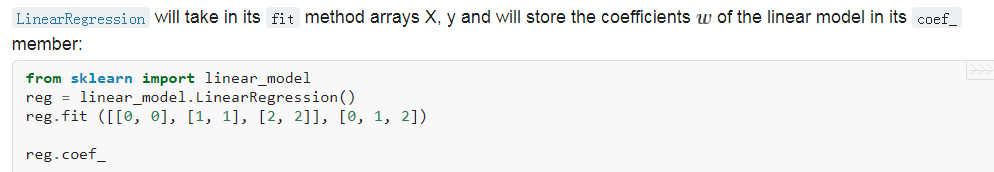 LinearRegression will take in its fit method arrays X, y and will store the coefficients w of the linear model in its coef_
member:
>>>
from sklearn import linear_model
reg = linear_model.LinearRegression()
reg.fit ([[0, 0], [1, 1], [2, 2]], [0, 1, 2])
reg.coef_